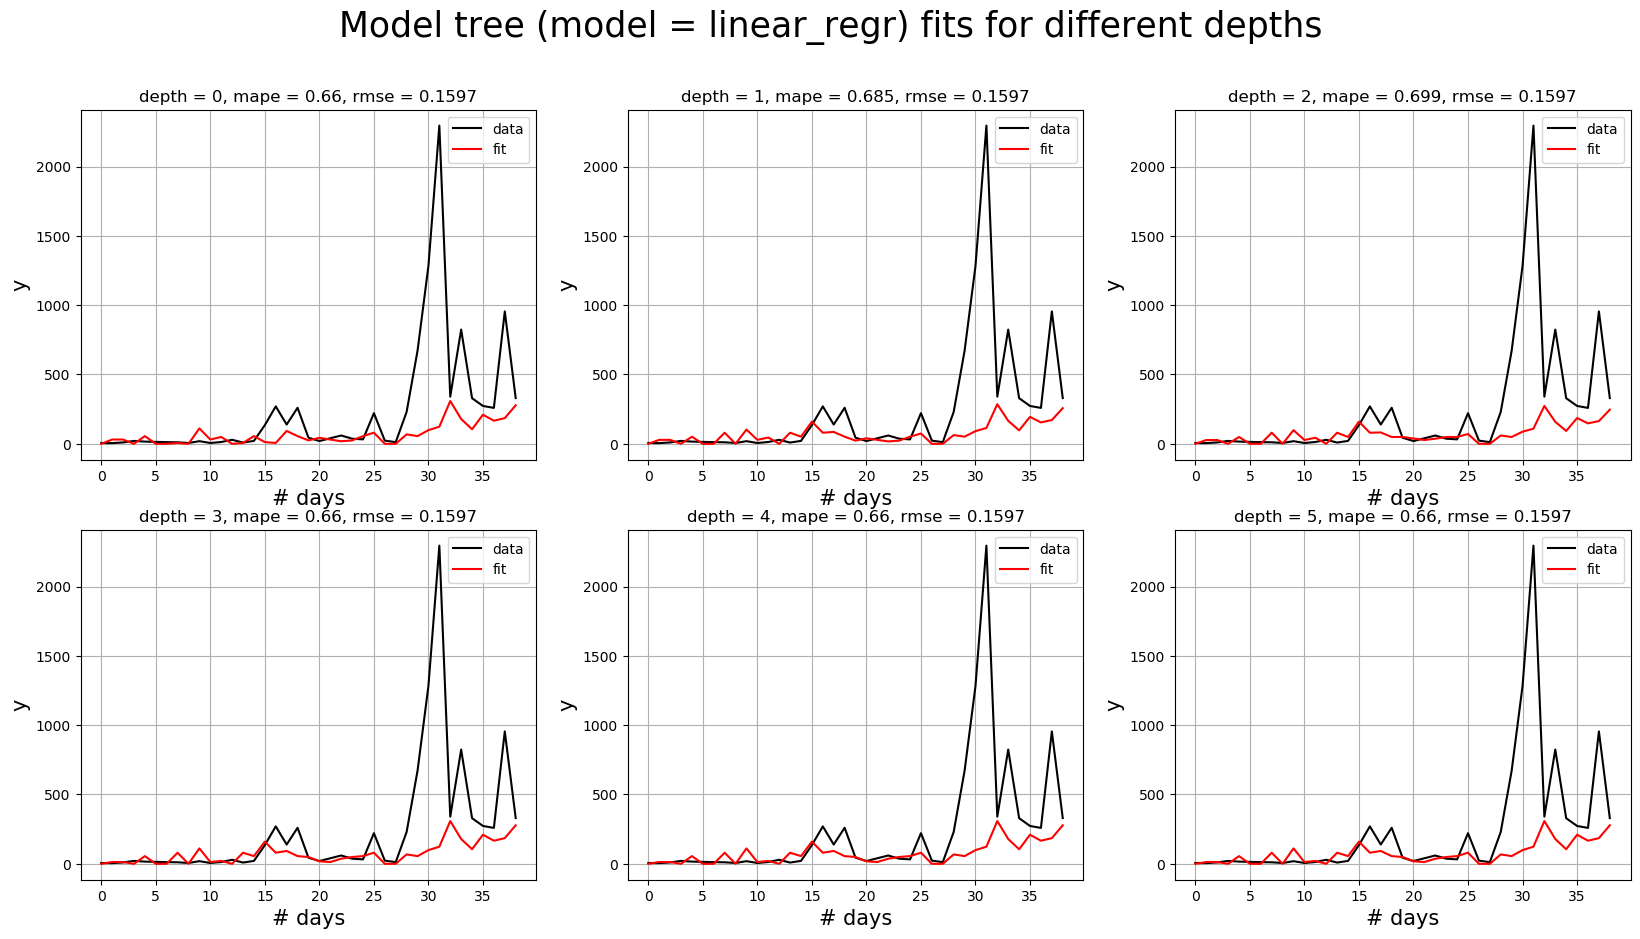 Model tree (model = linear_regr) fits for different depths
depth = 0, mape = 0.66, rmse = 0.1597
data
fit
2000
1500
1000
500
0
y
0 5 10 15 20 25 30 35
# days
depth = 1, mape = 0.685, rmse = 0.1597
data
fit
2000
1500
1000
500
0
y
0 5 10 15 20 25 30 35
# days
depth = 2, mape = 0.699, rmse = 0.1597
data
fit
2000
1500
1000
500
0
y
0 5 10 15 20 25 30 35
# days
depth = 3, mape = 0.66, rmse = 0.1597
data
fit
2000
1500
1000
500
0
y
0 5 10 15 20 25 30 35
# days
depth = 4, mape = 0.66, rmse = 0.1597
data
fit
2000
1500
1000
500
0
y
0 5 10 15 20 25 30 35
# days
depth = 5, mape = 0.66, rmse = 0.1597
data
fit
2000
1500
1000
500
0
y
0 5 10 15 20 25 30 35
# days